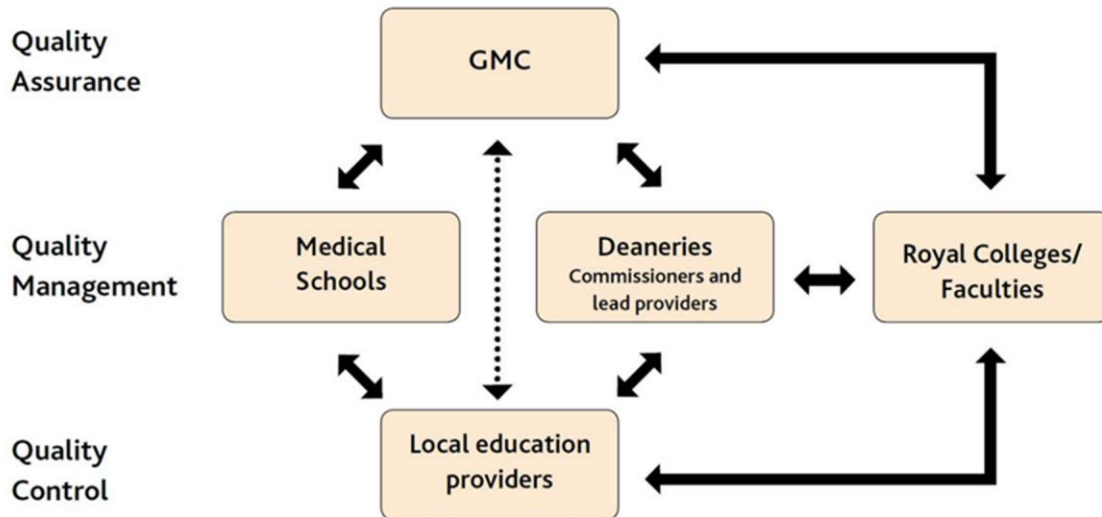 Quality
Assurance
GMC
Quality
Management
Medical
Schools
Deaneries
Commissioners and
lead providers
Royal Colleges/
Faculties
Quality
Control
Local education
providers